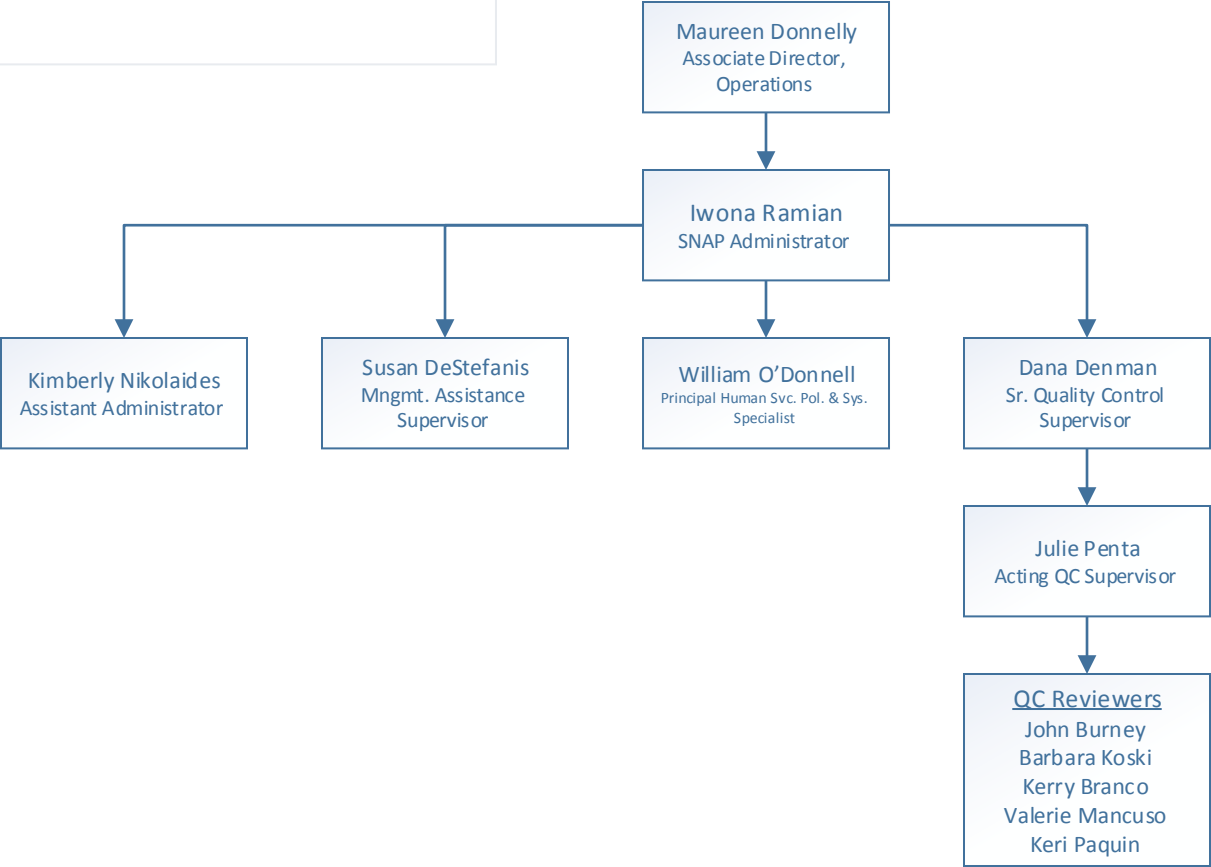 Maureen Donnelly
Associate Director,
Operations
Iwona Ramian
SNAP Administrator
Kimberly Nikolaides
Assistant Administrator
Susan DeStefanis
Mngmt. Assistance
Supervisor
William O’Donnell
Principal Human Svc. Pol. & Sys.
Specialist
Dana Denman
Sr. Quality Control
Supervisor
Julie Penta
Acting QC Supervisor
QC Reviewers
John Burney
Barbara Koski
Kerry Branco
Valerie Mancuso
Keri Paquin